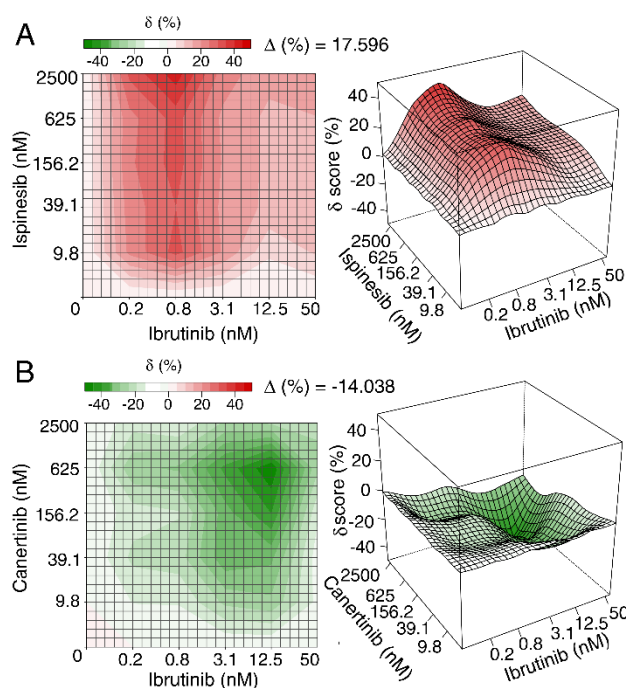 A
δ (%)
-40 -20 0 20 40
Δ (%) = 17.596
2500
625
156.2
39.1
9.8
Ispinesib (nM)
0 0.2 0.8 3.1 12.5 50
Ibrutinib (nM)
40
20
0
-20
-40
δ score (%)
2500
625
156.2
39.1
9.8
Ispinesib (nM)
0.2 0.8 3.1 12.5 50
Ibrutinib (nM)
B
δ (%)
-40 -20 0 20 40
Δ (%) = -14.038
2500
625
156.2
39.1
9.8
Canertinib (nM)
0 0.2 0.8 3.1 12.5 50
Ibrutinib (nM)
40
20
0
-20
-40
δ score (%)
2500
625
156.2
39.1
9.8
Canertinib (nM)
0.2 0.8 3.1 12.5 50
Ibrutinib (nM)